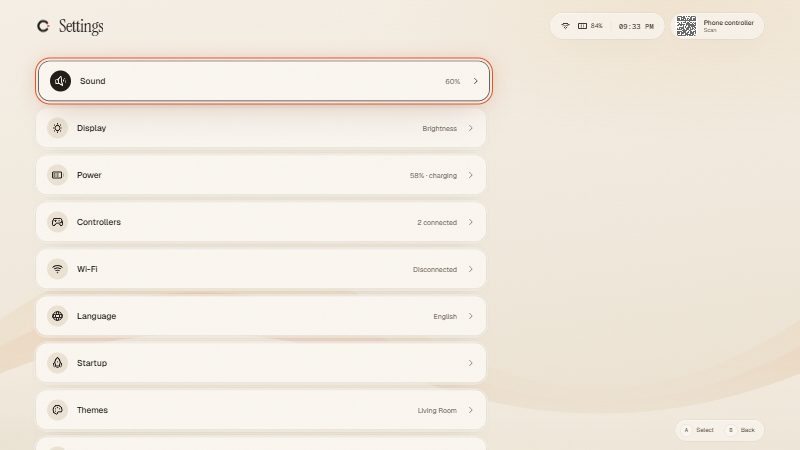 Settings
84%
09:33 PM
Phone controller
Scan
Sound
60%
Display
Brightness
Power
58% · charging
Controllers
2 connected
Wi-Fi
Disconnected
Language
English
Startup
Themes
Living Room
A Select B Back